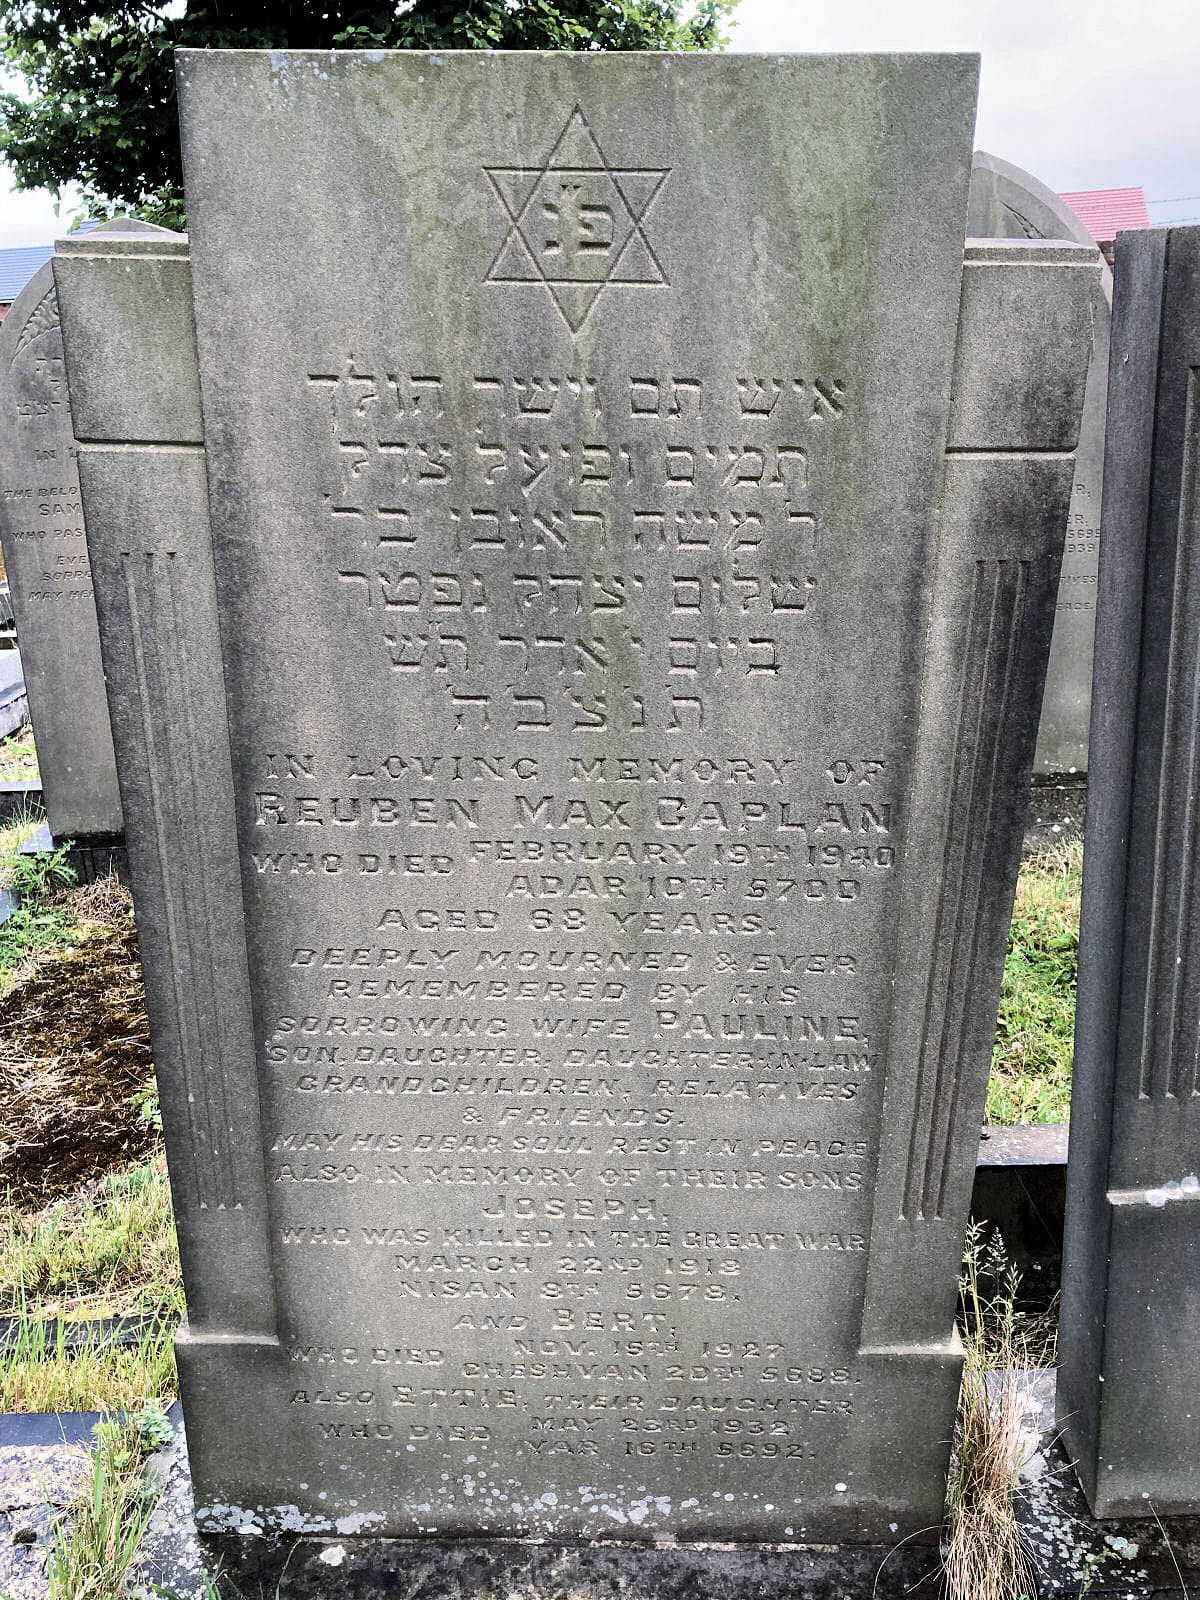 פ״נ
איש תם וישר הולך
תמים ופועל צדק
ר' משה ראובן בר
שלום יצחק נפטר
ביום י' אדר ת"ש
ת'נ'צ'ב'ה'
IN LOVING MEMORY OF
REUBEN MAX CAPLAN
WHO DIED FEBRUARY 19TH 1940
ADAR 10TH 5700
AGED 68 YEARS.
DEEPLY MOURNED & EVER
REMEMBERED BY HIS
SORROWING WIFE PAULINE,
SON, DAUGHTER, DAUGHTER-IN-LAW
GRANDCHILDREN, RELATIVES
& FRIENDS.
MAY HIS DEAR SOUL REST IN PEACE
ALSO IN MEMORY OF THEIR SONS
JOSEPH,
WHO WAS KILLED IN THE GREAT WAR
MARCH 22ND 1918
NISAN 9TH 5678.
AND BERT,
WHO DIED NOV. 15TH 1927
CHESHVAN 20TH 5688.
ALSO ETTIE, THEIR DAUGHTER
WHO DIED MAY 23RD 1932
YAR 16TH 5692.